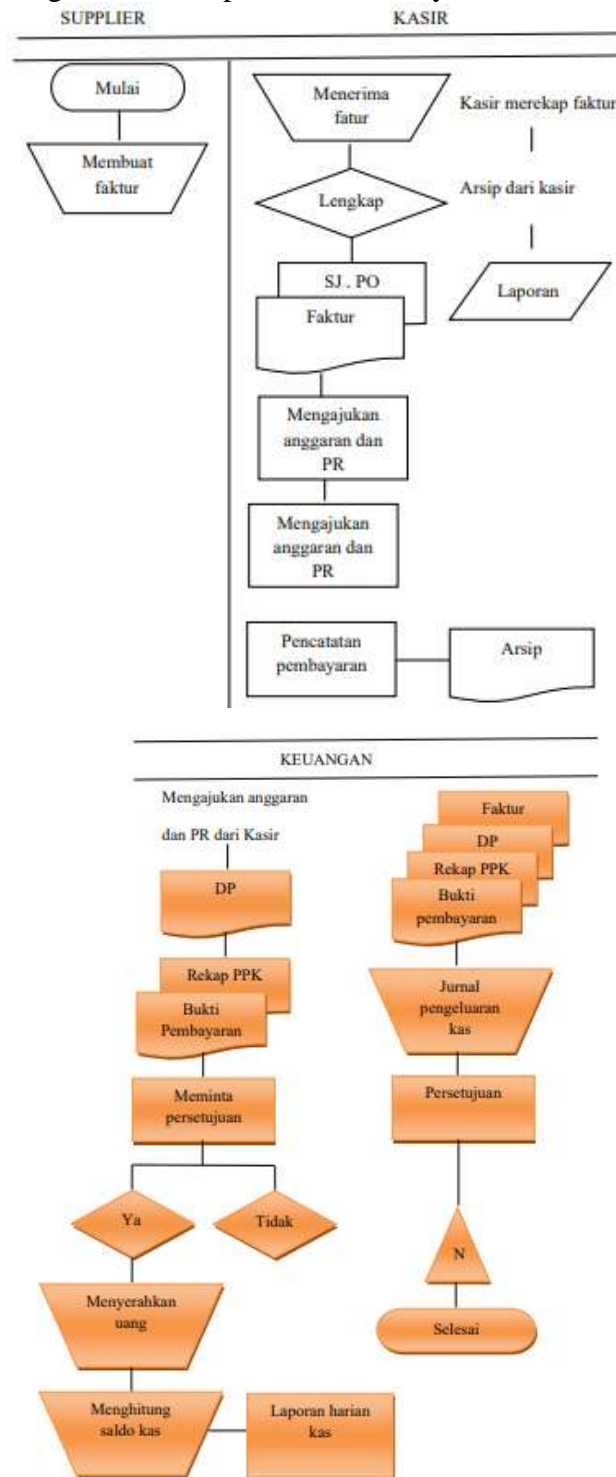 SUPPLIER
KASIR
Mulai
Membuat
faktur
Menerima
fatur
Lengkap
SJ . PO
Faktur
Mengajukan
anggaran dan
PR
Mengajukan
anggaran dan
PR
Pencatatan
pembayaran
Arsip
Kasir merekap faktur
Arsip dari kasir
Laporan
KEUANGAN
Mengajukan anggaran
dan PR dari Kasir
DP
Rekap PPK
Bukti
Pembayaran
Meminta
persetujuan
Ya
Tidak
Menyerahkan
uang
Menghitung
saldo kas
Laporan harian
kas
Faktur
DP
Rekap PPK
Bukti
pembayaran
Jurnal
pengeluaran
kas
Persetujuan
N
Selesai